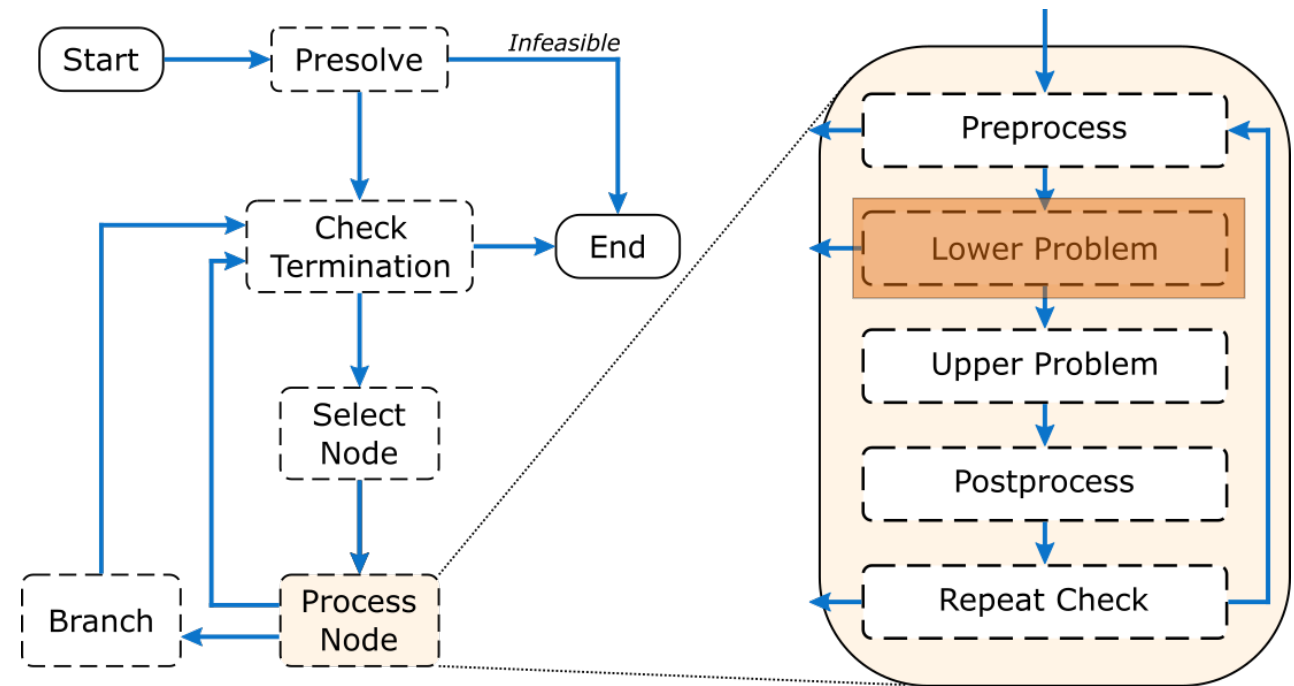 Start
Presolve
Infeasible
Check
Termination
End
Select
Node
Branch
Process
Node
Preprocess
Lower Problem
Upper Problem
Postprocess
Repeat Check